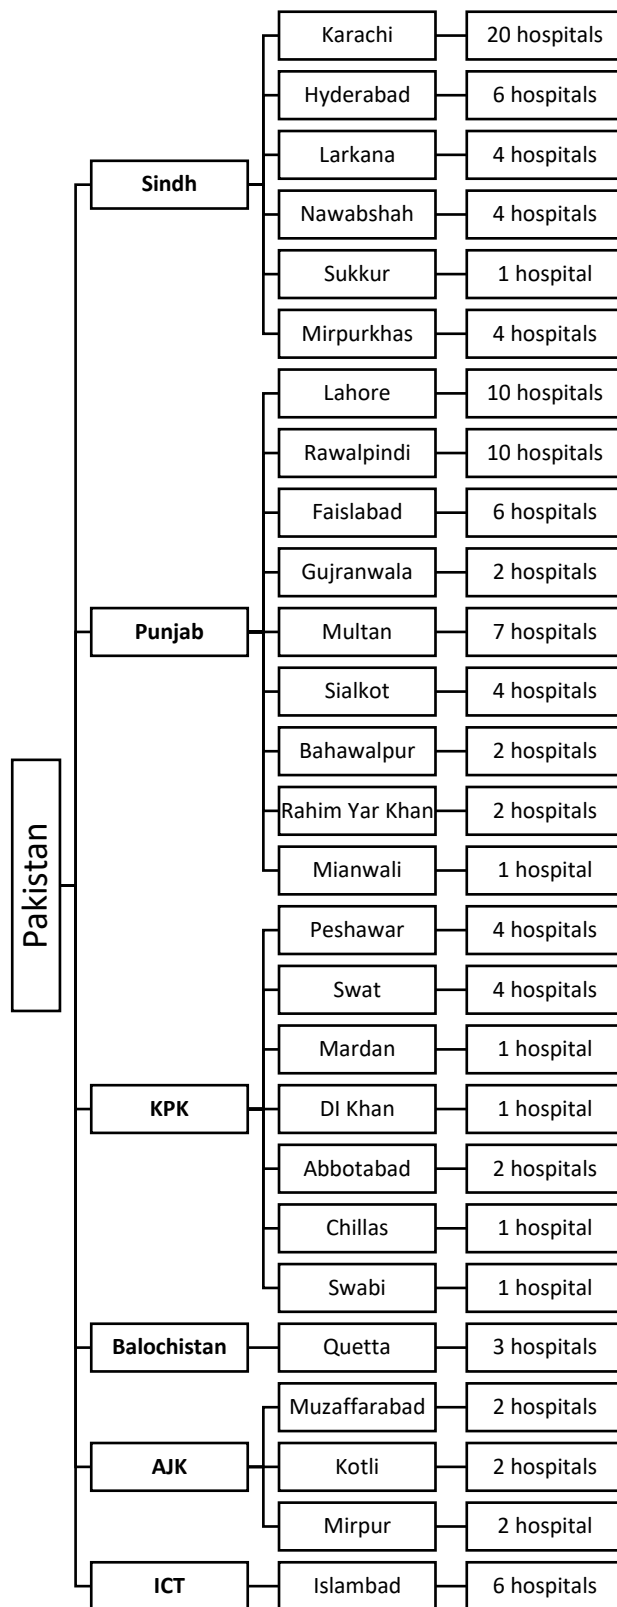 Pakistan
Sindh
Karachi
20 hospitals
Hyderabad
6 hospitals
Larkana
4 hospitals
Nawabshah
4 hospitals
Sukkur
1 hospital
Mirpurkhas
4 hospitals
Punjab
Lahore
10 hospitals
Rawalpindi
10 hospitals
Faislabad
6 hospitals
Gujranwala
2 hospitals
Multan
7 hospitals
Sialkot
4 hospitals
Bahawalpur
2 hospitals
Rahim Yar Khan
2 hospitals
Mianwali
1 hospital
KPK
Peshawar
4 hospitals
Swat
4 hospitals
Mardan
1 hospital
DI Khan
1 hospital
Abbotabad
2 hospitals
Chillas
1 hospital
Swabi
1 hospital
Balochistan
Quetta
3 hospitals
AJK
Muzaffarabad
2 hospitals
Kotli
2 hospitals
Mirpur
2 hospital
ICT
Islambad
6 hospitals